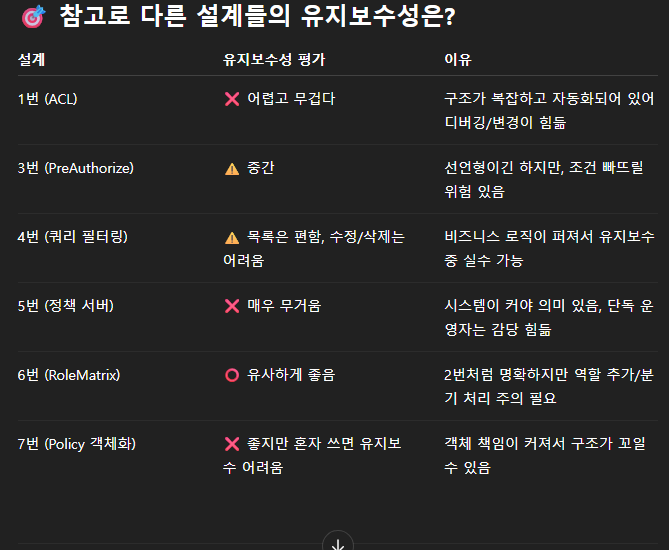 🎯 참고로 다른 설계들의 유지보수성은?
설계 유지보수성 평가 이유
1번 (ACL) ❌ 어렵고 무겁다 구조가 복잡하고 자동화되어 있어
디버깅/변경이 힘듦
3번 (PreAuthorize) ⚠️ 중간 선언형이긴 하지만, 조건 빠뜨릴
위험 있음
4번 (쿼리 필터링) ⚠️ 목록은 편함, 수정/삭제는 비즈니스 로직이 퍼져서 유지보수
어려움 중 실수 가능
5번 (정책 서버) ❌ 매우 무거움 시스템이 커야 의미 있음, 단독 운
영자는 감당 힘듦
6번 (RoleMatrix) ⭕ 유사하게 좋음 2번처럼 명확하지만 역할 추가/분
기 처리 주의 필요
7번 (Policy 객체화) ❌ 좋지만 혼자 쓰면 유지보 객체 책임이 커져서 구조가 꼬일
수 어려움 수 있음